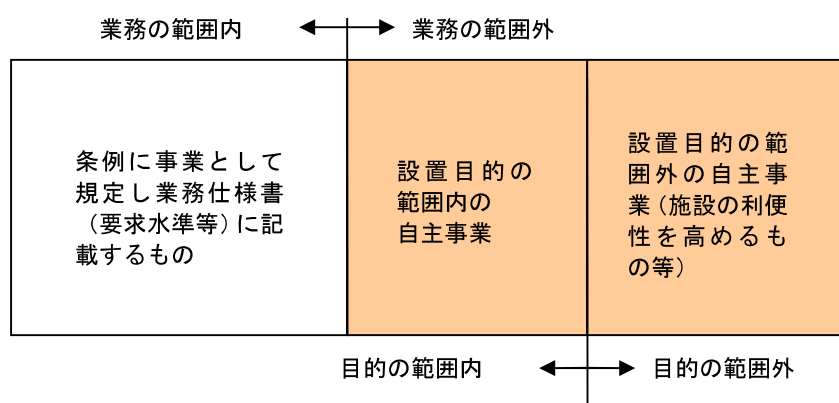 業務の範囲内
業務の範囲外
条例に事業として
規定し業務仕様書
(要求水準等)に記
載するもの
設置目的の
範囲内の
自主事業
設置目的の範
囲外の自主事
業(施設の利便
性を高めるも
の等)
目的の範囲内
目的の範囲外